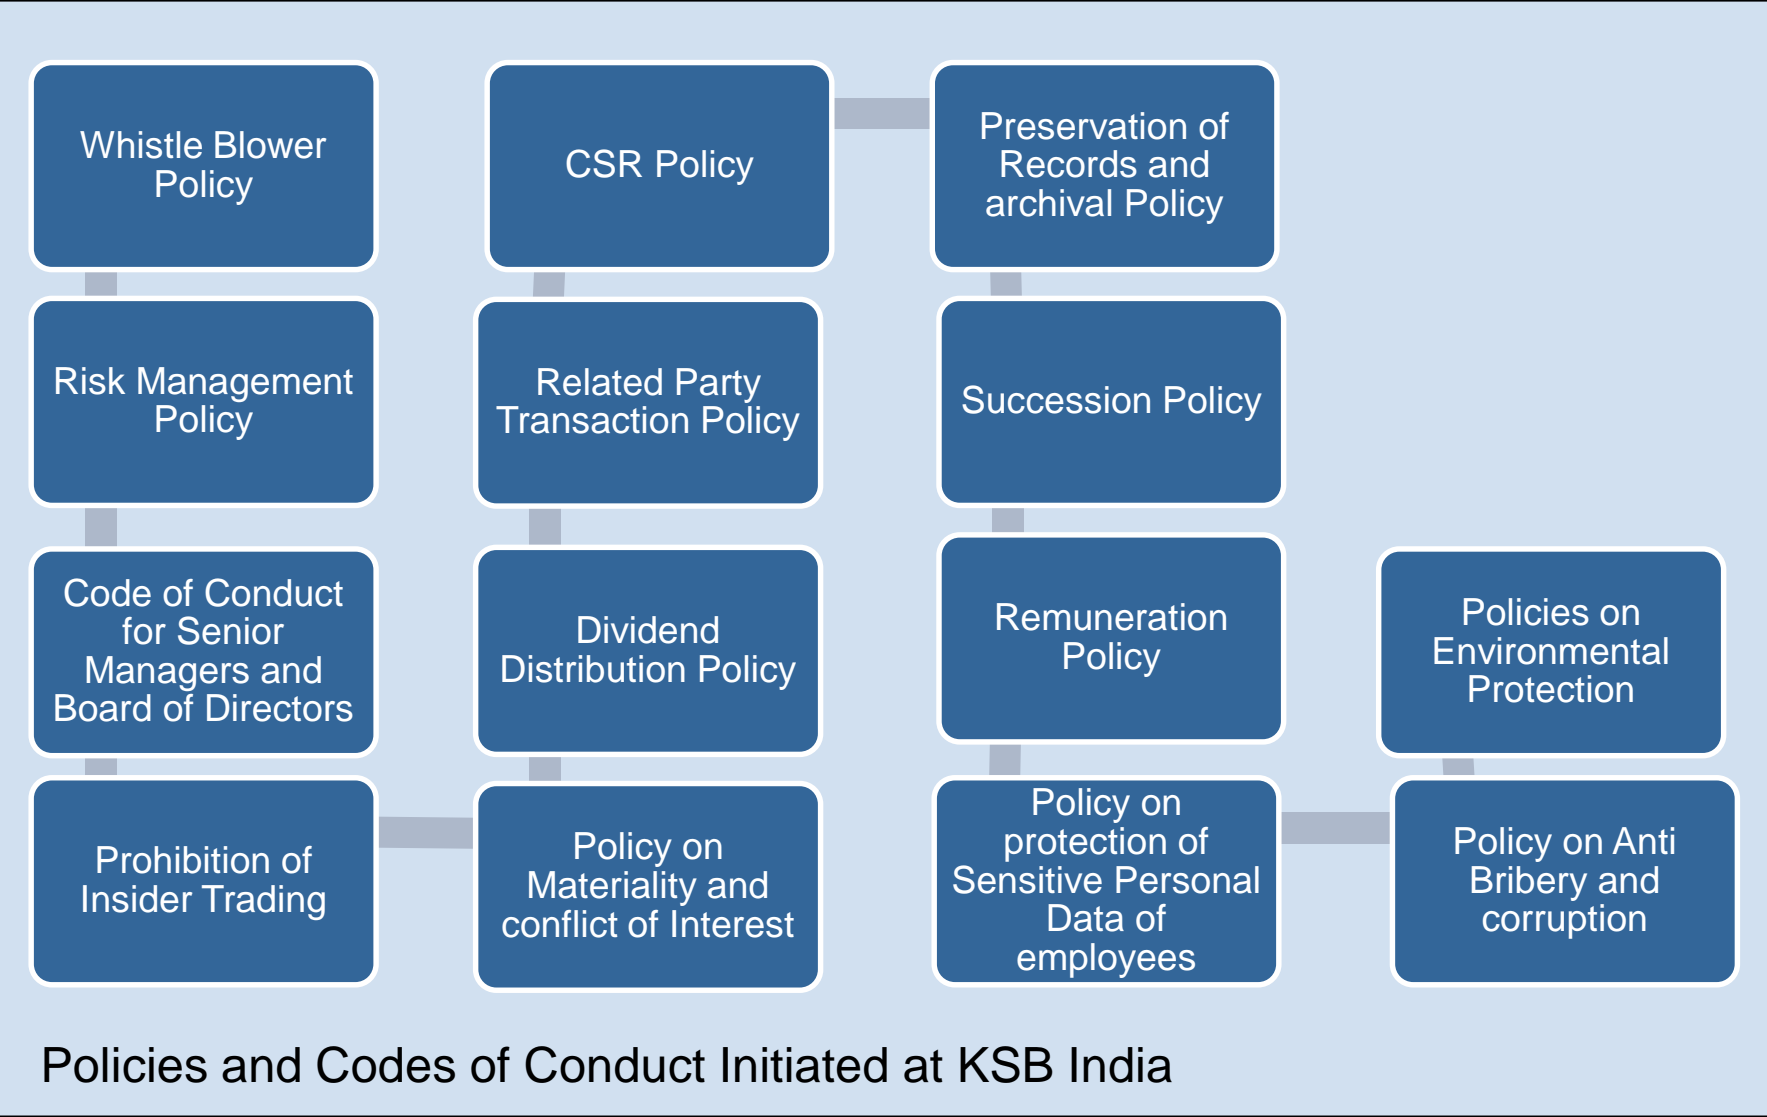 Whistle Blower
Policy
Risk Management
Policy
Code of Conduct
for Senior
Managers and
Board of Directors
Prohibition of
Insider Trading
Policy on
Materiality and
conflict of Interest
Dividend
Distribution Policy
Related Party
Transaction Policy
CSR Policy
Preservation of
Records and
archival Policy
Succession Policy
Remuneration
Policy
Policy on
protection of
Sensitive Personal
Data of
employees
Policy on Anti
Bribery and
corruption
Policies on
Environmental
Protection
Policies and Codes of Conduct Initiated at KSB India